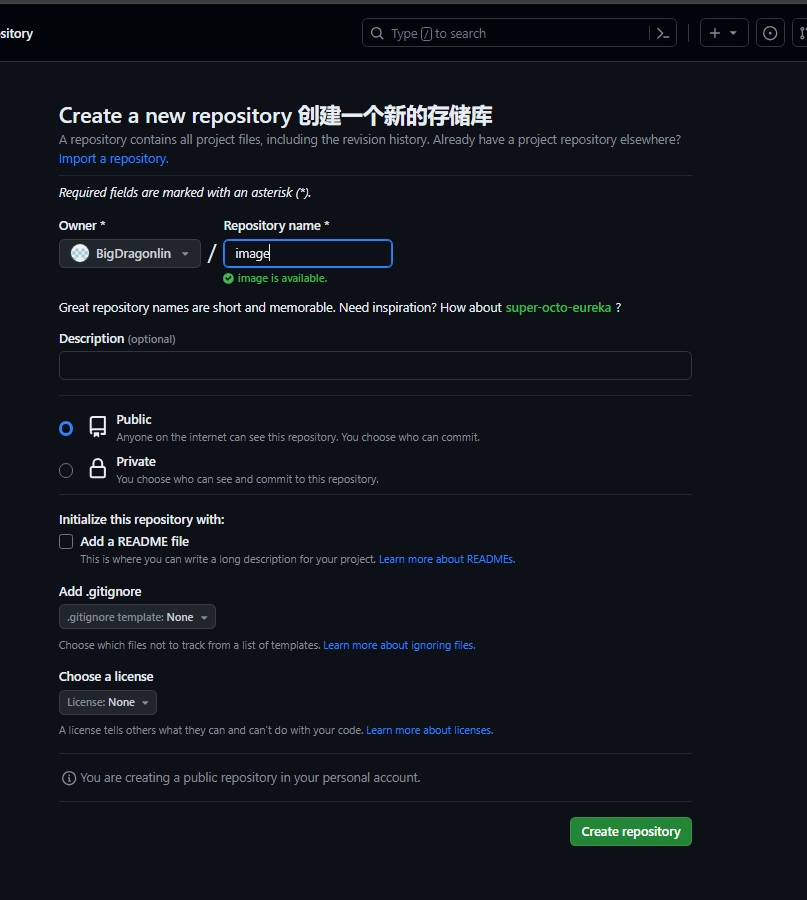 sitory
Type / to search
Create a new repository 创建一个新的存储库
A repository contains all project files, including the revision history. Already have a project repository elsewhere?
Import a repository.
Required fields are marked with an asterisk (*).
Owner * Repository name *
BigDragonlin / image
image is available.
Great repository names are short and memorable. Need inspiration? How about super-octo-eureka ?
Description (optional)
Public
Anyone on the internet can see this repository. You choose who can commit.
Private
You choose who can see and commit to this repository.
Initialize this repository with:
Add a README file
This is where you can write a long description for your project. Learn more about READMEs.
Add .gitignore
.gitignore template: None
Choose which files not to track from a list of templates. Learn more about ignoring files.
Choose a license
License: None
A license tells others what they can and can't do with your code. Learn more about licenses.
You are creating a public repository in your personal account.
Create repository